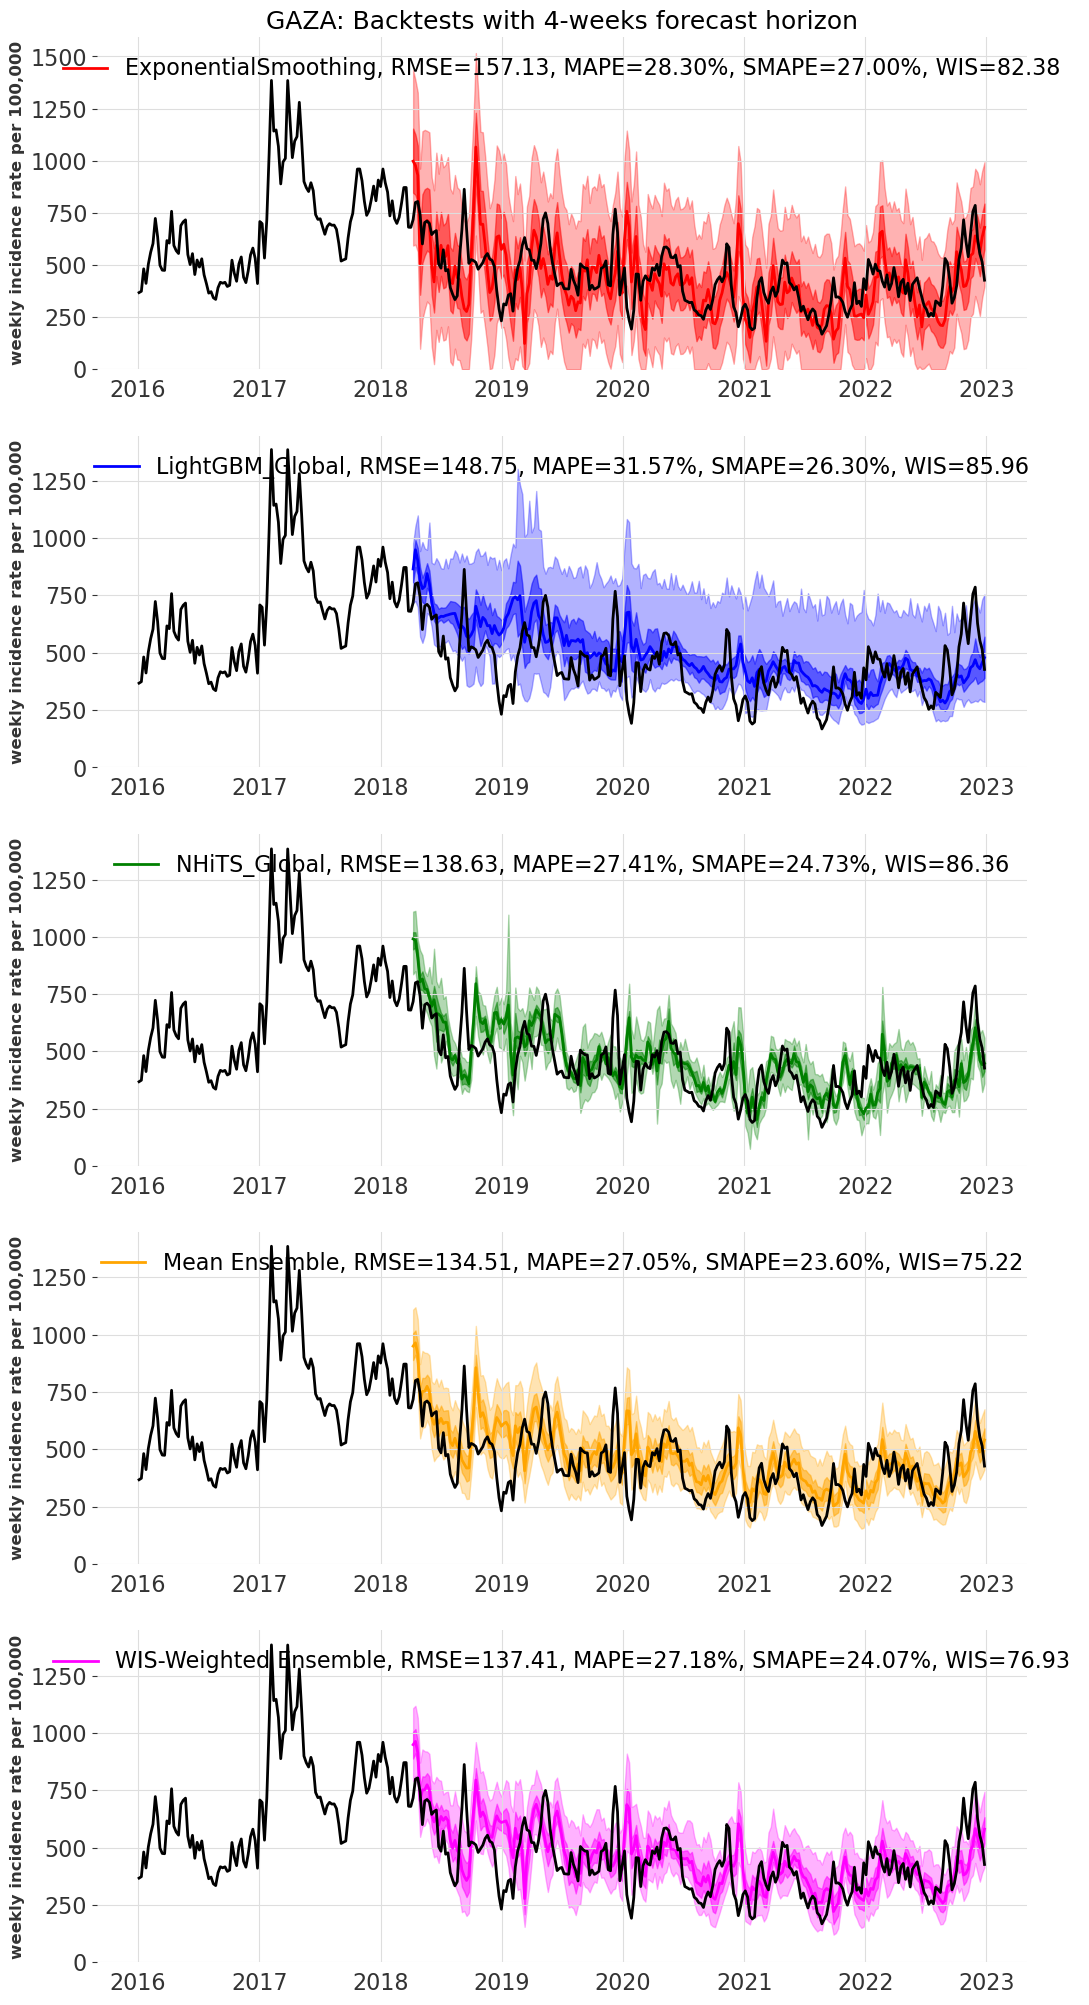 GAZA: Backtests with 4-weeks forecast horizon
ExponentialSmoothing, RMSE=157.13, MAPE=28.30%, SMAPE=27.00%, WIS=82.38
weekly incidence rate per 100,000
1500
1250
1000
750
500
250
0
2016 2017 2018 2019 2020 2021 2022 2023
LightGBM_Global, RMSE=148.75, MAPE=31.57%, SMAPE=26.30%, WIS=85.96
weekly incidence rate per 100,000
1250
1000
750
500
250
0
2016 2017 2018 2019 2020 2021 2022 2023
NHiTS_Global, RMSE=138.63, MAPE=27.41%, SMAPE=24.73%, WIS=86.36
weekly incidence rate per 100,000
1250
1000
750
500
250
0
2016 2017 2018 2019 2020 2021 2022 2023
Mean Ensemble, RMSE=134.51, MAPE=27.05%, SMAPE=23.60%, WIS=75.22
weekly incidence rate per 100,000
1250
1000
750
500
250
0
2016 2017 2018 2019 2020 2021 2022 2023
WIS-Weighted Ensemble, RMSE=137.41, MAPE=27.18%, SMAPE=24.07%, WIS=76.93
weekly incidence rate per 100,000
1250
1000
750
500
250
0
2016 2017 2018 2019 2020 2021 2022 2023